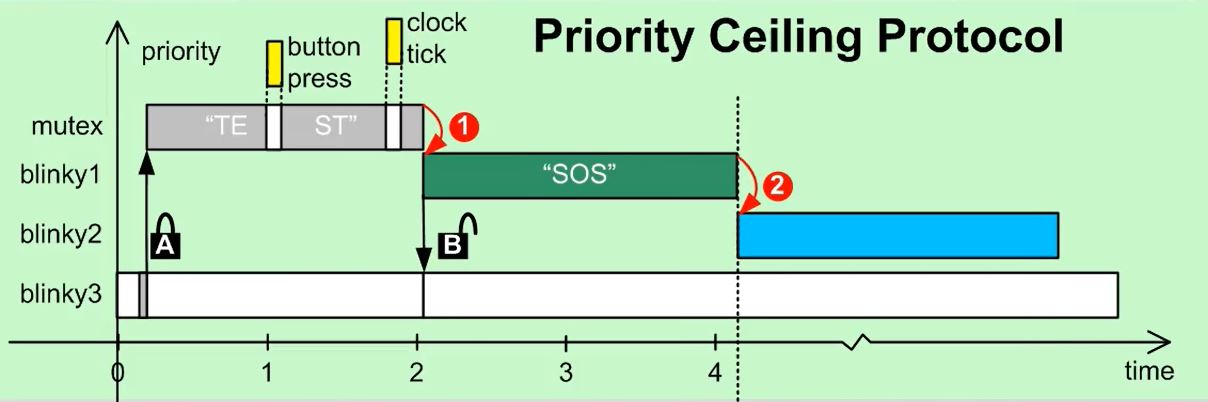 Priority Ceiling Protocol
priority
button
press
clock
tick
mutex
“TE
ST”
1
blinky1
“SOS”
2
blinky2
A
B
blinky3
0
1
2
3
4
time